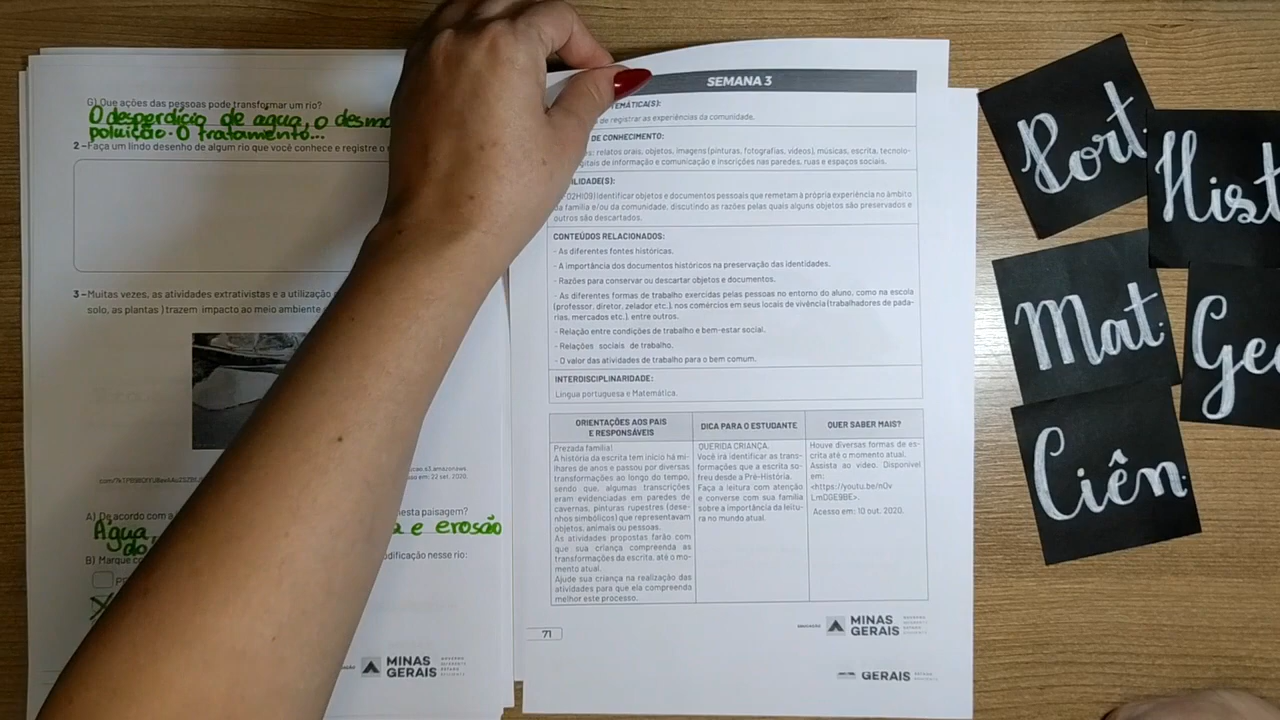 G) Que ações das pessoas pode transformar um rio?
O desperdício de água, o desma
poluição. O tratamento...
2 – Faça um lindo desenho de algum rio que você conhece e registre o
3 – Muitas vezes, as atividades extrativistas e a utilização
solo, as plantas ) trazem impacto ao meio ambiente
em: 22 set. 2020.
A) De acordo com a
nesta paisagem?
Água,
a e erosão
do
B) Marque
dificação nesse rio:
MINAS
GERAIS
SEMANA 3
TEMÁTICA(S):
de registrar as experiências da comunidade.
DE CONHECIMENTO:
s: relatos orais, objetos, imagens (pinturas, fotografias, vídeos), músicas, escrita, tecnolo-
igitais de informação e comunicação e inscrições nas paredes, ruas e espaços sociais.
ILIDADE(S):
F02HI09) Identificar objetos e documentos pessoais que remetam à própria experiência no âmbito
da família e/ou da comunidade, discutindo as razões pelas quais alguns objetos são preservados e
outros são descartados.
CONTEÚDOS RELACIONADOS:
- As diferentes fontes históricas.
- A importância dos documentos históricos na preservação das identidades.
- Razões para conservar ou descartar objetos e documentos.
- As diferentes formas de trabalho exercidas pelas pessoas no entorno do aluno, como na escola
(professor, diretor, zelador etc.), nos comércios em seus locais de vivência (trabalhadores de pada-
rias, mercados etc.), entre outros.
- Relação entre condições de trabalho e bem-estar social.
- Relações sociais de trabalho.
- O valor das atividades de trabalho para o bem comum.
INTERDISCIPLINARIDADE:
Língua portuguesa e Matemática.
ORIENTAÇÕES AOS PAIS
E RESPONSÁVEIS
Prezada família!
A história da escrita tem início há mi-
lhares de anos e passou por diversas
transformações ao longo do tempo,
sendo que, algumas transcrições
eram evidenciadas em paredes de
cavernas, pinturas rupestres (dese-
nhos simbólicos) que representavam
objetos, animais ou pessoas.
As atividades propostas farão com
que sua criança compreenda as
transformações da escrita, até o mo-
mento atual.
Ajude sua criança na realização das
atividades para que ela compreenda
melhor este processo.
DICA PARA O ESTUDANTE
QUERIDA CRIANÇA,
Você irá identificar as trans-
formações que a escrita so-
freu desde a Pré-História.
Faça a leitura com atenção
e converse com sua família
sobre a importância da leitu-
ra no mundo atual.
QUER SABER MAIS?
Houve diversas formas de es-
crita até o momento atual.
Assista ao vídeo. Disponível
em:
<https://youtu.be/nOv
LmDGE9BE>.
Acesso em: 10 out. 2020.
71
EDUCAÇÃO
MINAS
GERAIS
GERAIS
Port.
Hist
Mat.
Geo
Ciên.